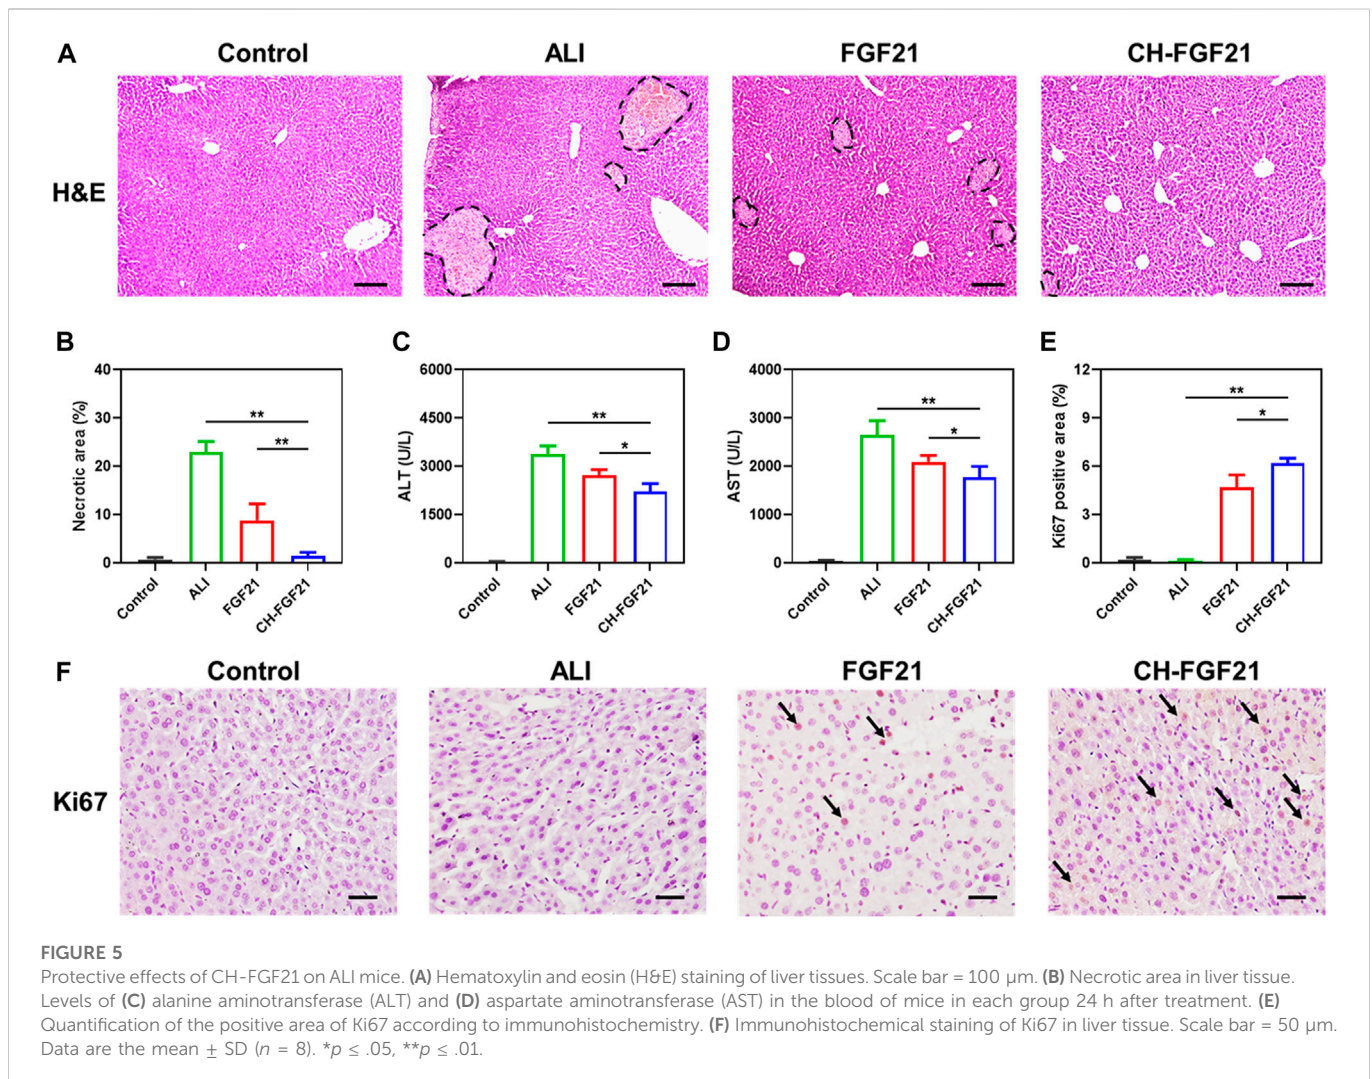 A
Control
ALI
FGF21
CH-FGF21
H&E
B
C
D
E
Necrotic area (%)
40
30
20
10
0
**
**
Control
ALI
FGF21
CH-FGF21
ALT (U/L)
6000
4500
3000
1500
0
**
*
Control
ALI
FGF21
CH-FGF21
AST (U/L)
4000
3000
2000
1000
0
**
*
Control
ALI
FGF21
CH-FGF21
Ki67 positive area (%)
12
9
6
3
0
**
*
Control
ALI
FGF21
CH-FGF21
F
Control
ALI
FGF21
CH-FGF21
Ki67
FIGURE 5
Protective effects of CH-FGF21 on ALI mice. (A) Hematoxylin and eosin (H&E) staining of liver tissues. Scale bar = 100 μm. (B) Necrotic area in liver tissue.
Levels of (C) alanine aminotransferase (ALT) and (D) aspartate aminotransferase (AST) in the blood of mice in each group 24 h after treatment. (E)
Quantification of the positive area of Ki67 according to immunohistochemistry. (F) Immunohistochemical staining of Ki67 in liver tissue. Scale bar = 50 μm.
Data are the mean ± SD (n = 8). *p ≤ .05, **p ≤ .01.